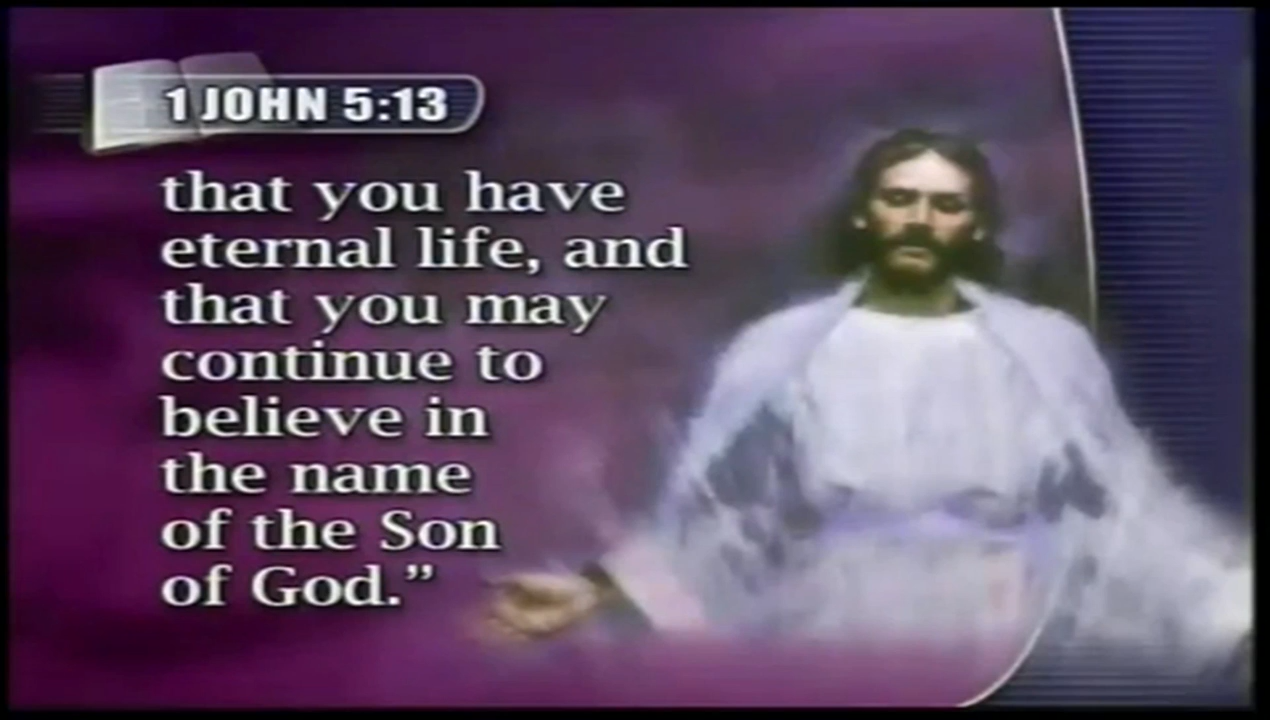 1 JOHN 5:13
that you have
eternal life, and
that you may
continue to
believe in
the name
of the Son
of God.”